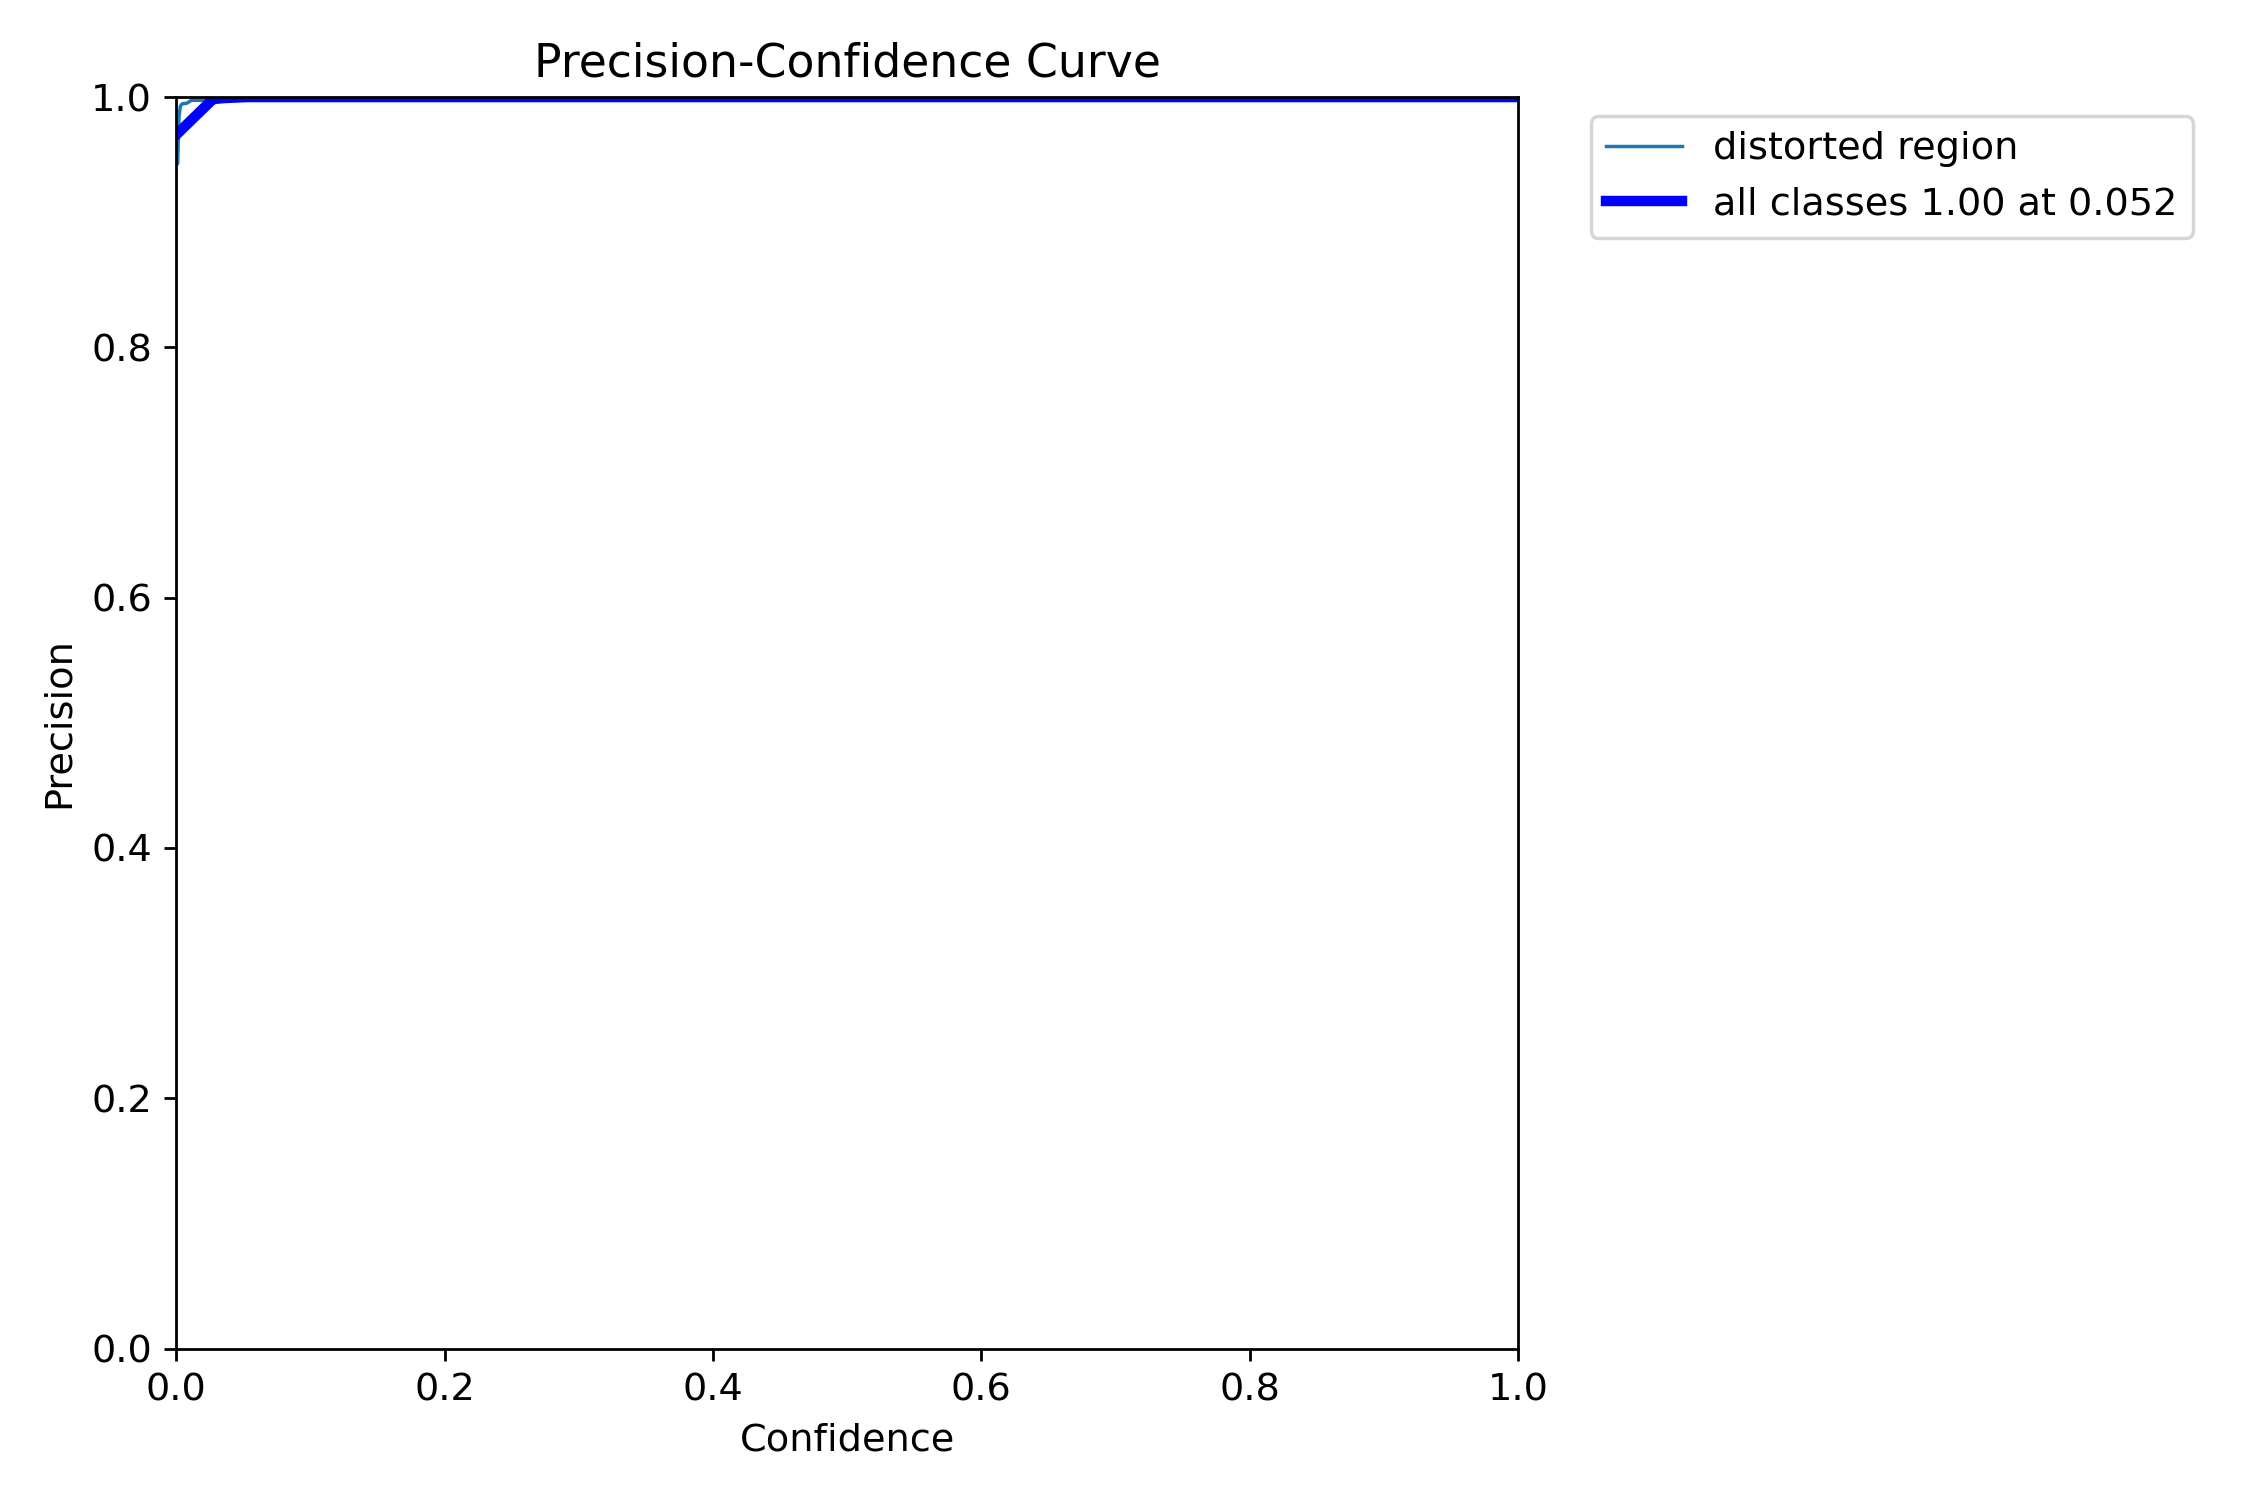 Precision-Confidence Curve
1.0
0.8
0.6
0.4
0.2
0.0
Precision
0.0 0.2 0.4 0.6 0.8 1.0
Confidence
distorted region
all classes 1.00 at 0.052